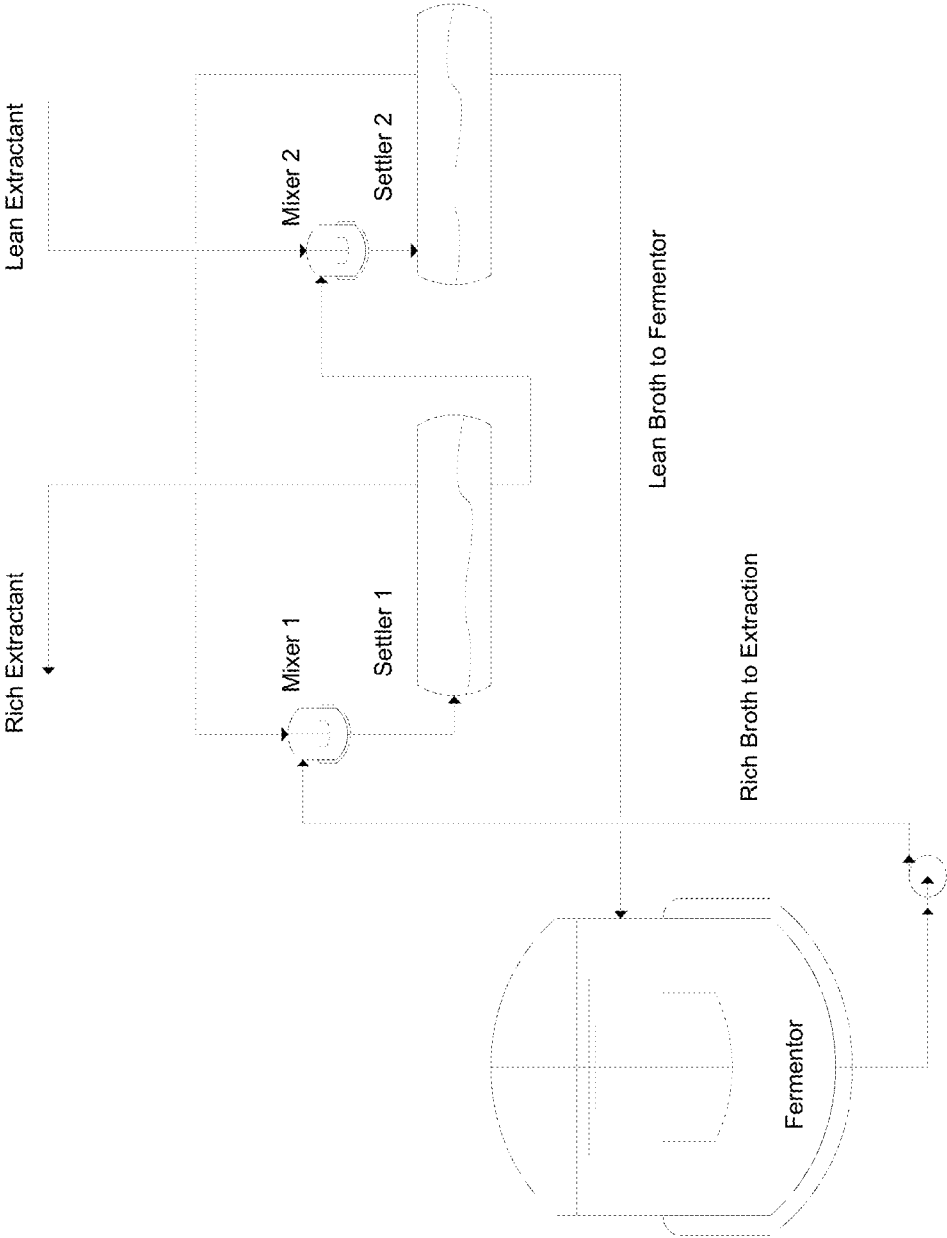 Rich Extractant
Lean Extractant
Mixer 1
Mixer 2
Settler 1
Settler 2
Lean Broth to Fermentor
Rich Broth to Extraction
Fermentor